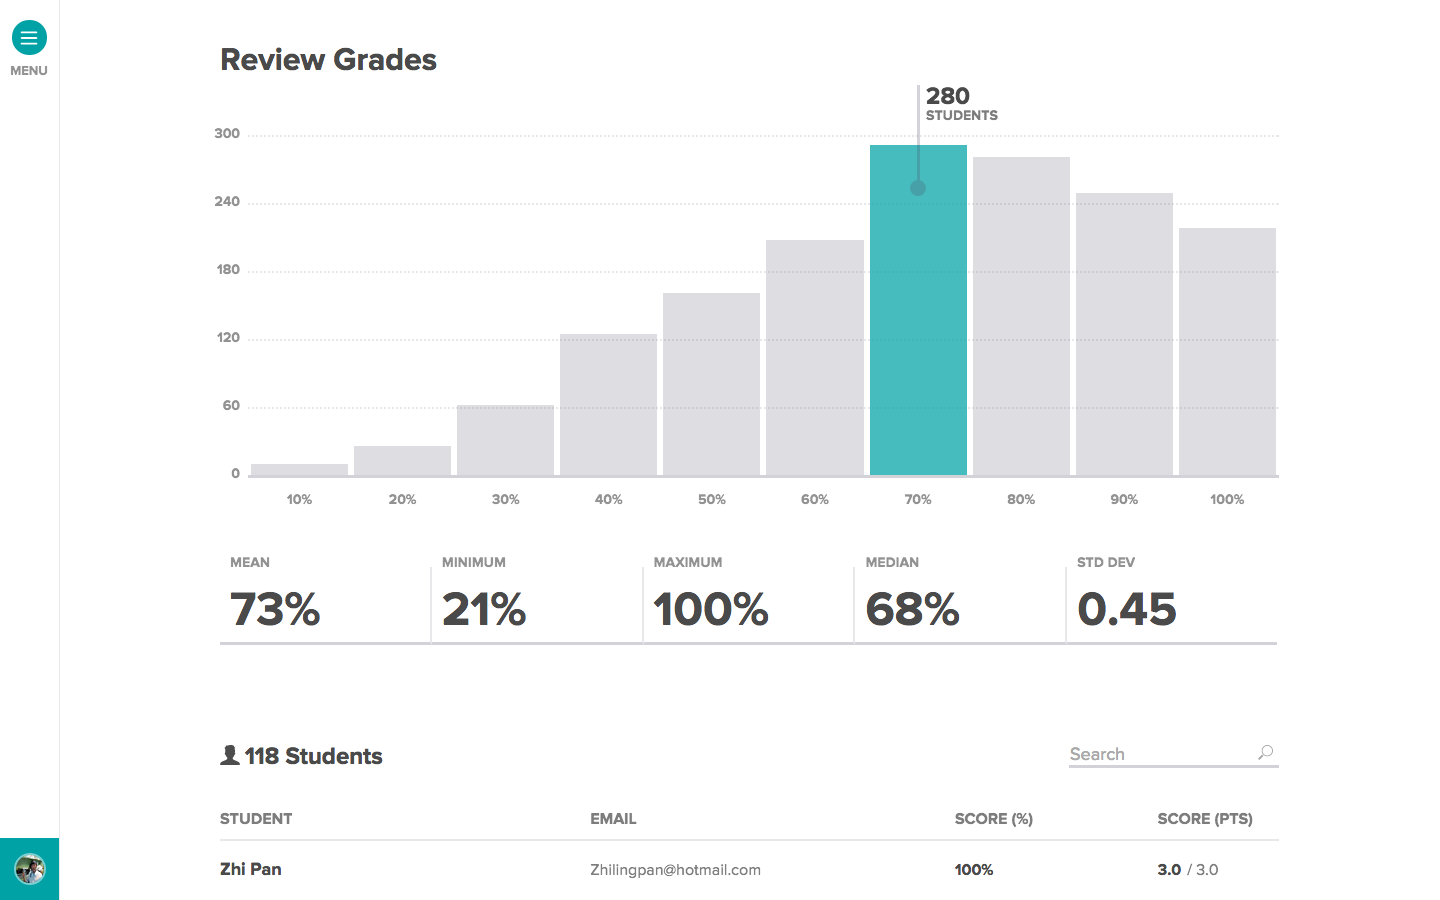 MENU
Review Grades
280
STUDENTS
300
240
180
120
60
0
10% 20% 30% 40% 50% 60% 70% 80% 90% 100%
MEAN MINIMUM MAXIMUM MEDIAN STD DEV
73% 21% 100% 68% 0.45
118 Students
Search
STUDENT EMAIL SCORE (%) SCORE (PTS)
Zhi Pan Zhilingpan@hotmail.com 100% 3.0 / 3.0